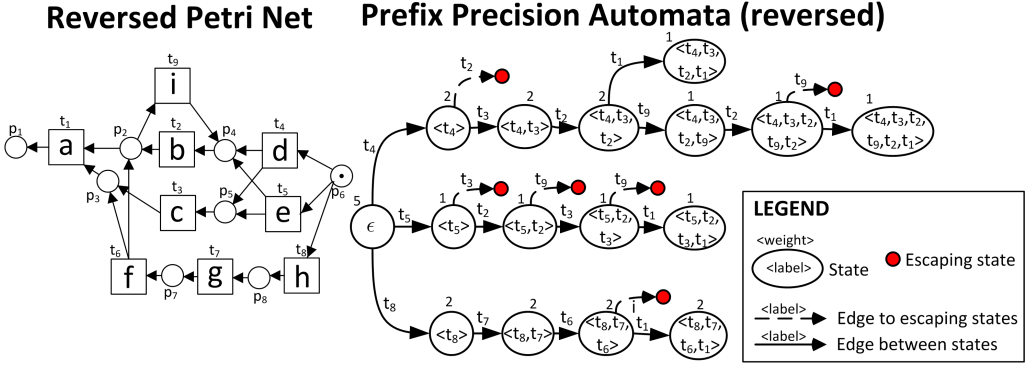 Reversed Petri Net
Prefix Precision Automata (reversed)
t9
i
p1
t1
a
p2
t2
b
p4
t4
d
p3
t3
c
p5
t5
e
p6
t6
f
p7
t7
g
p8
t8
h
5
ϵ
t4
2
<t4>
t2
t3
2
<t4,t3>
t2
2
<t4,t3,
t2>
t1
1
<t4,t3,
t2,t1>
t9
1
<t4,t3,
t2,t9>
t2
1
<t4,t3,t2,
t9,t2>
t9
t1
1
<t4,t3,t2,
t9,t2,t1>
t5
1
<t5>
t3
t2
1
<t5,t2>
t9
t3
1
<t5,t2,
t3>
t9
t1
1
<t5,t2,
t3,t1>
t8
2
<t8>
t7
2
<t8,t7>
t6
2
<t8,t7,
t6>
i
t1
2
<t8,t7,
t6,t1>
LEGEND
<weight>
<label>
State
Escaping state
<label>
Edge to escaping states
<label>
Edge between states